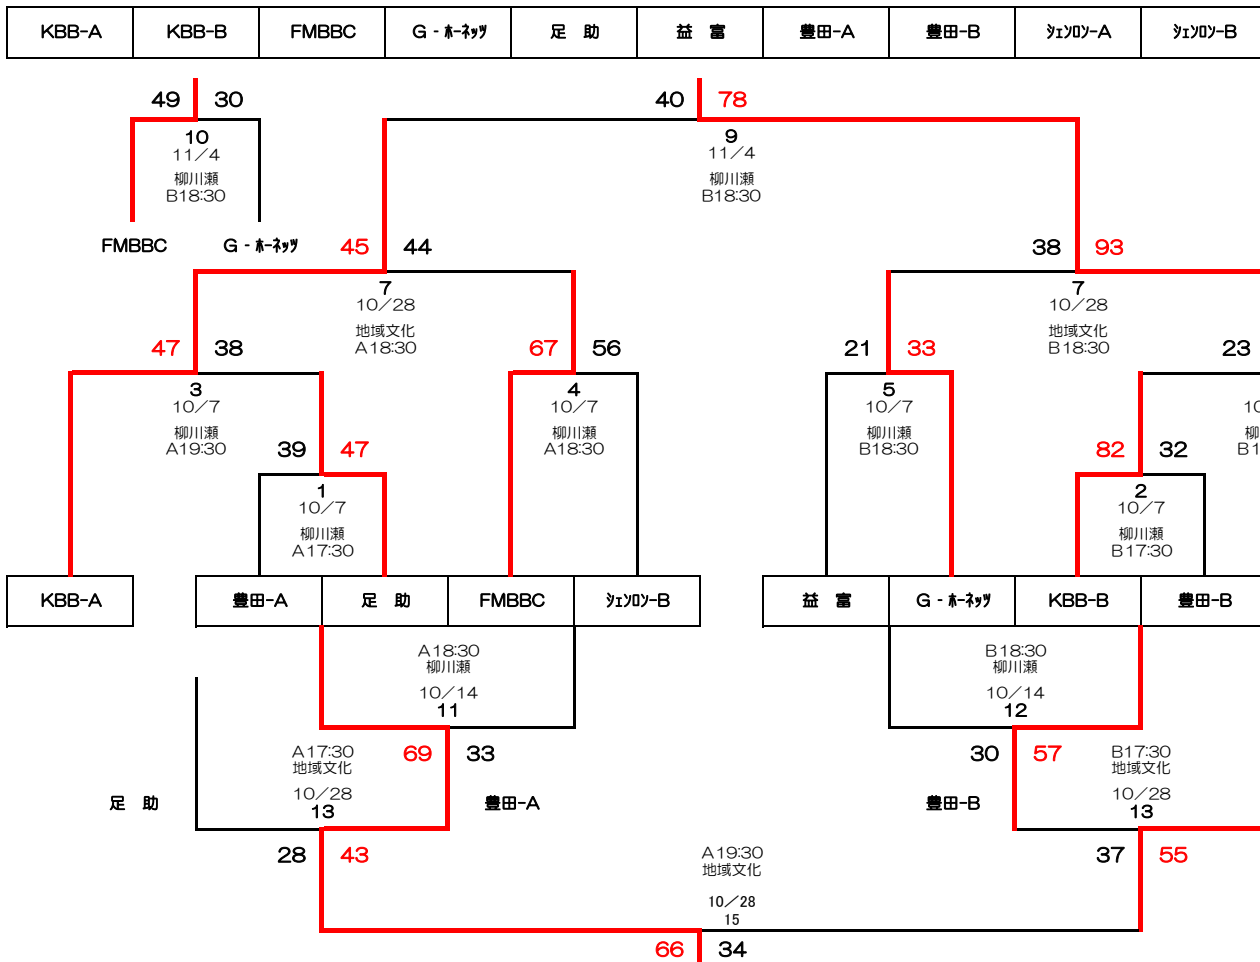 KBB-A KBB-B FMBBC G - ﾎｰﾈｯﾂ 足 助 益 富 豊田-A 豊田-B ｼｪﾝﾛﾝ-A ｼｪﾝﾛﾝ-B
49 30 40 78
10 9
11/4 11/4
柳川瀬 柳川瀬
B18:30 B18:30
FMBBC G - ﾎｰﾈｯﾂ 45 44 38 93
7 7
10/28 10/28
地域文化 地域文化
A18:30 B18:30
47 38 67 56 21 33 23
3 4 5
10/7 10/7 10/7 10
柳川瀬 柳川瀬 柳川瀬 柳
A19:30 A18:30 B18:30 B1
39 47 82 32
1 2
10/7 10/7
柳川瀬 柳川瀬
A17:30 B17:30
KBB-A 豊田-A 足 助 FMBBC ｼｪﾝﾛﾝ-B 益 富 G - ﾎｰﾈｯﾂ KBB-B 豊田-B
A18:30 B18:30
柳川瀬 柳川瀬
10/14 10/14
11 12
A17:30 69 33 30 57 B17:30
地域文化 地域文化
10/28 10/28
足 助 13 豊田-A 豊田-B 13
28 43 A19:30 37 55
地域文化
10/28
15
66 34